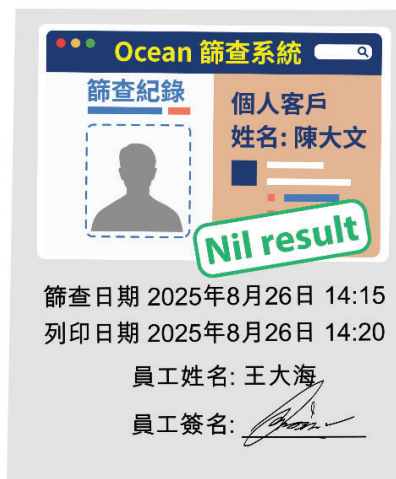 Ocean 篩查系統
篩查紀錄
個人客戶
姓名: 陳大文
Nil result
篩查日期 2025年8月26日 14:15
列印日期 2025年8月26日 14:20
員工姓名: 王大海
員工簽名: